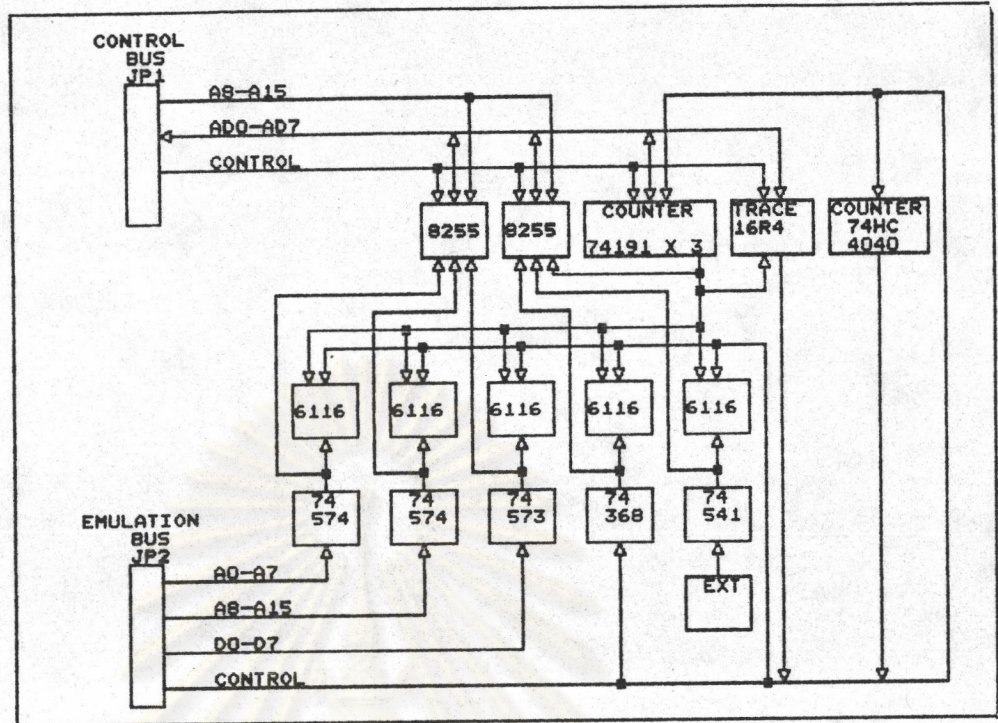 CONTROL
BUS
JP1
A8-A15
AD0-AD7
CONTROL
8255
8255
COUNTER
74191 X 3
TRACE
16R4
COUNTER
74HC
4040
6116
6116
6116
6116
6116
74
574
74
574
74
573
74
368
74
541
EMULATION
BUS
JP2
A0-A7
A8-A15
D0-D7
CONTROL
EXT